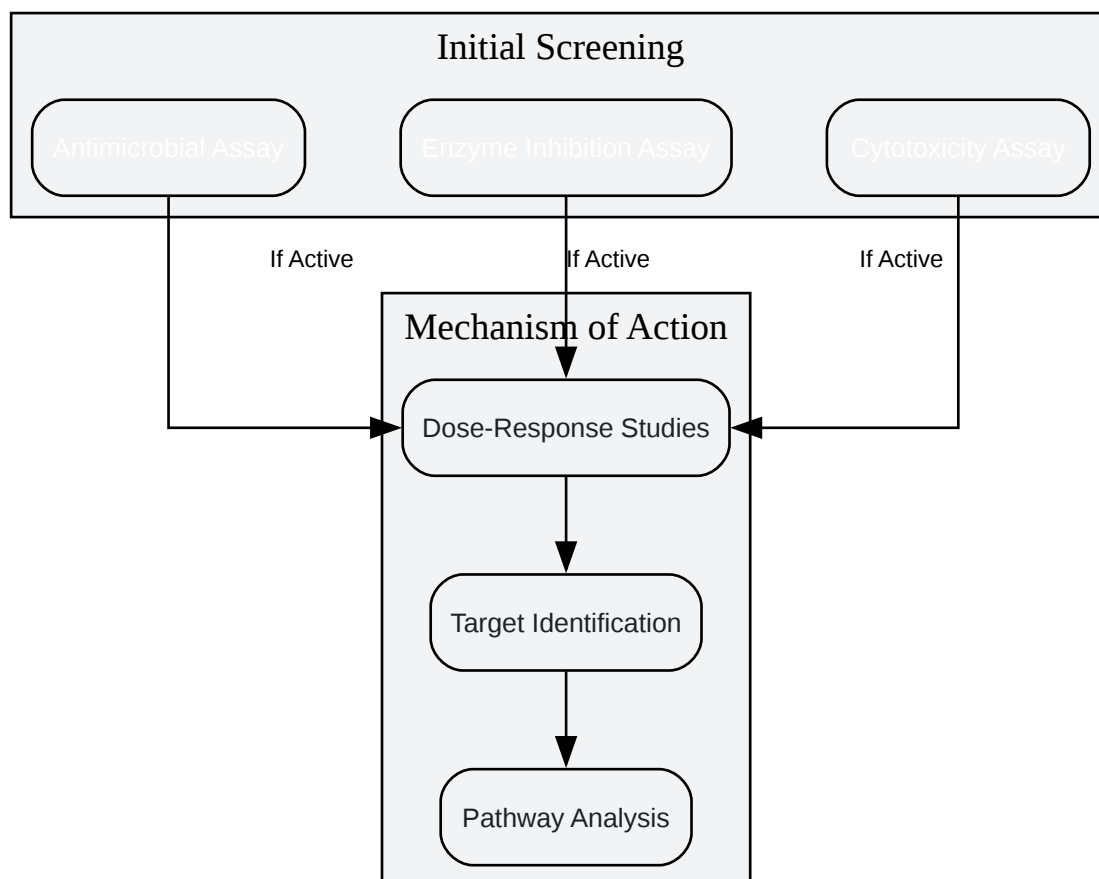 Initial Screening
Antimicrobial Assay
Enzyme Inhibition Assay
Cytotoxicity Assay
If Active
If Active
If Active
Mechanism of Action
Dose-Response Studies
Target Identification
Pathway Analysis